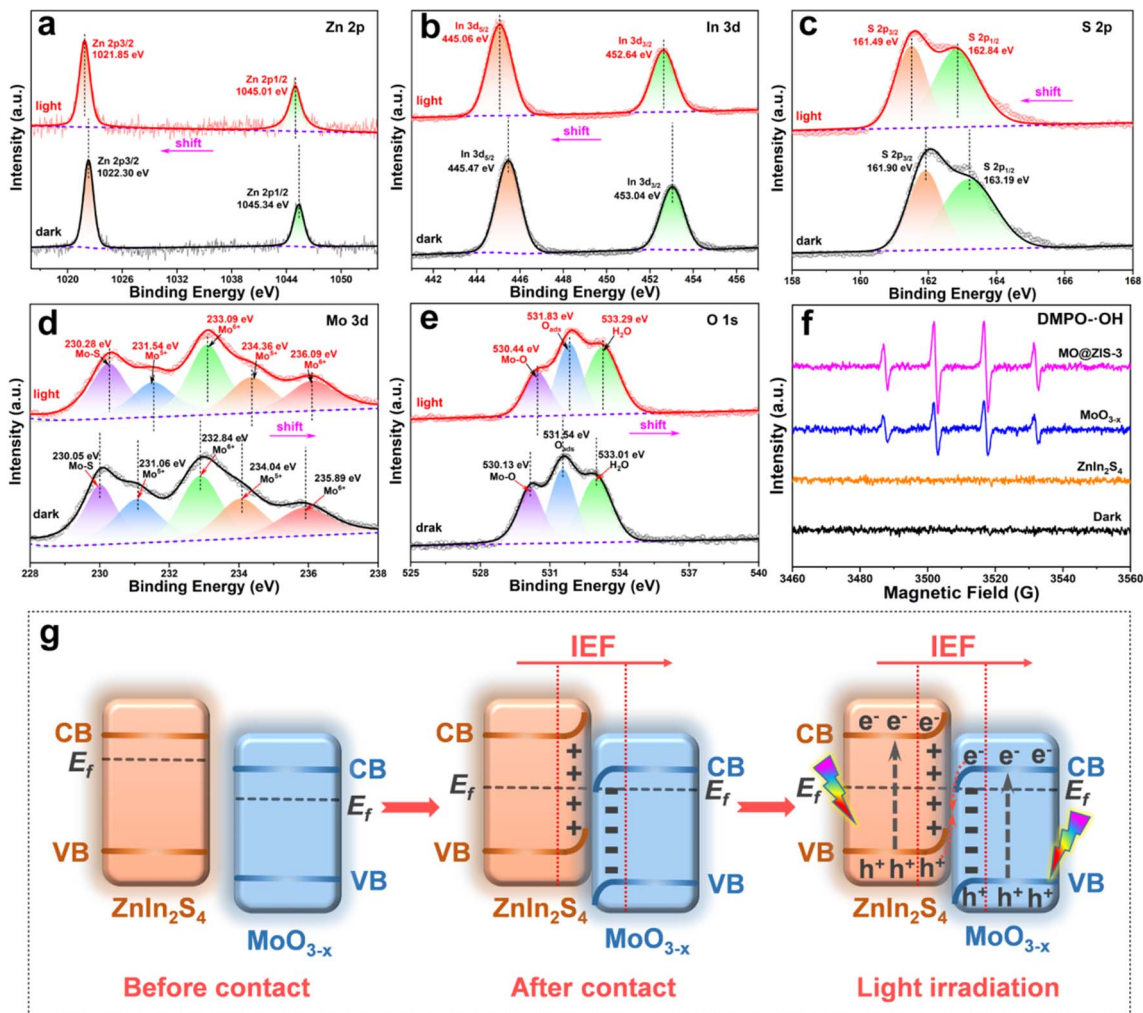 a
Zn 2p
Zn 2p3/2
1021.85 eV
Zn 2p1/2
1045.01 eV
light
shift
Zn 2p3/2
1022.30 eV
Zn 2p1/2
1045.34 eV
dark
1020 1026 1032 1038 1044 1050
Binding Energy (eV)
Intensity (a.u.)
b
In 3d
In 3d5/2
445.06 eV
In 3d3/2
452.64 eV
light
shift
In 3d5/2
445.47 eV
In 3d3/2
453.04 eV
dark
442 444 446 448 450 452 454 456
Binding Energy (eV)
Intensity (a.u.)
c
S 2p
S 2p3/2
161.49 eV
S 2p1/2
162.84 eV
light
shift
S 2p3/2
161.90 eV
S 2p1/2
163.19 eV
dark
158 160 162 164 166 168
Binding Energy (eV)
Intensity (a.u.)
d
Mo 3d
230.28 eV
Mo-S
231.54 eV
Mo5+
233.09 eV
Mo6+
234.36 eV
Mo5+
236.09 eV
Mo6+
light
shift
230.05 eV
Mo-S
231.06 eV
Mo5+
232.84 eV
Mo6+
234.04 eV
Mo5+
235.89 eV
Mo6+
dark
228 230 232 234 236 238
Binding Energy (eV)
Intensity (a.u.)
e
O 1s
530.44 eV
Mo-O
531.83 eV
Oads
533.29 eV
H2O
light
shift
530.13 eV
Mo-O
531.54 eV
Oads
533.01 eV
H2O
drak
525 528 531 534 537 540
Binding Energy (eV)
Intensity (a.u.)
f
DMPO-·OH
MO@ZIS-3
MoO3-x
ZnIn2S4
Dark
3460 3480 3500 3520 3540 3560
Magnetic Field (G)
Intensity (a.u.)
g
CB
Ef
VB
ZnIn2S4
CB
Ef
VB
MoO3-x
Before contact
IEF
CB
Ef
VB
ZnIn2S4
+
+
+
+
+
CB
Ef
VB
MoO3-x
After contact
IEF
CB
Ef
VB
ZnIn2S4
e- e- e-
+
+
+
+
+
h+ h+ h+
e- e- e-
CB
Ef
VB
h+ h+ h+
MoO3-x
Light irradiation